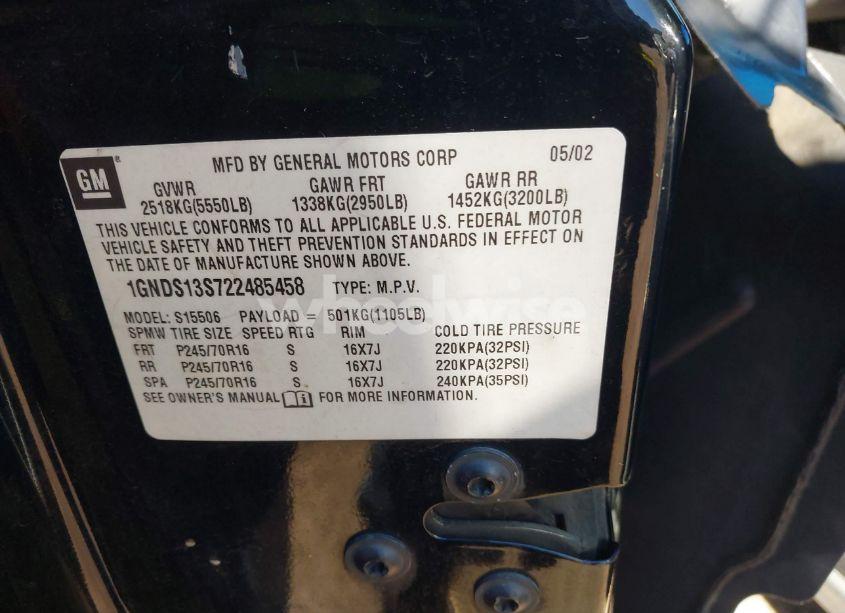 GM
MFD BY GENERAL MOTORS CORP 05/02
GVWR GAWR FRT GAWR RR
2518KG(5550LB) 1338KG(2950LB) 1452KG(3200LB)
THIS VEHICLE CONFORMS TO ALL APPLICABLE U.S. FEDERAL MOTOR
VEHICLE SAFETY AND THEFT PREVENTION STANDARDS IN EFFECT ON
THE DATE OF MANUFACTURE SHOWN ABOVE.
1GNDS13S722485458 TYPE: M.P.V.
wheelwise
MODEL: S15506 PAYLOAD = 501KG(1105LB)
SPMW TIRE SIZE SPEED RTG RIM COLD TIRE PRESSURE
FRT P245/70R16 S 16X7J 220KPA(32PSI)
RR P245/70R16 S 16X7J 220KPA(32PSI)
SPA P245/70R16 S 16X7J 240KPA(35PSI)
SEE OWNER'S MANUAL i FOR MORE INFORMATION.